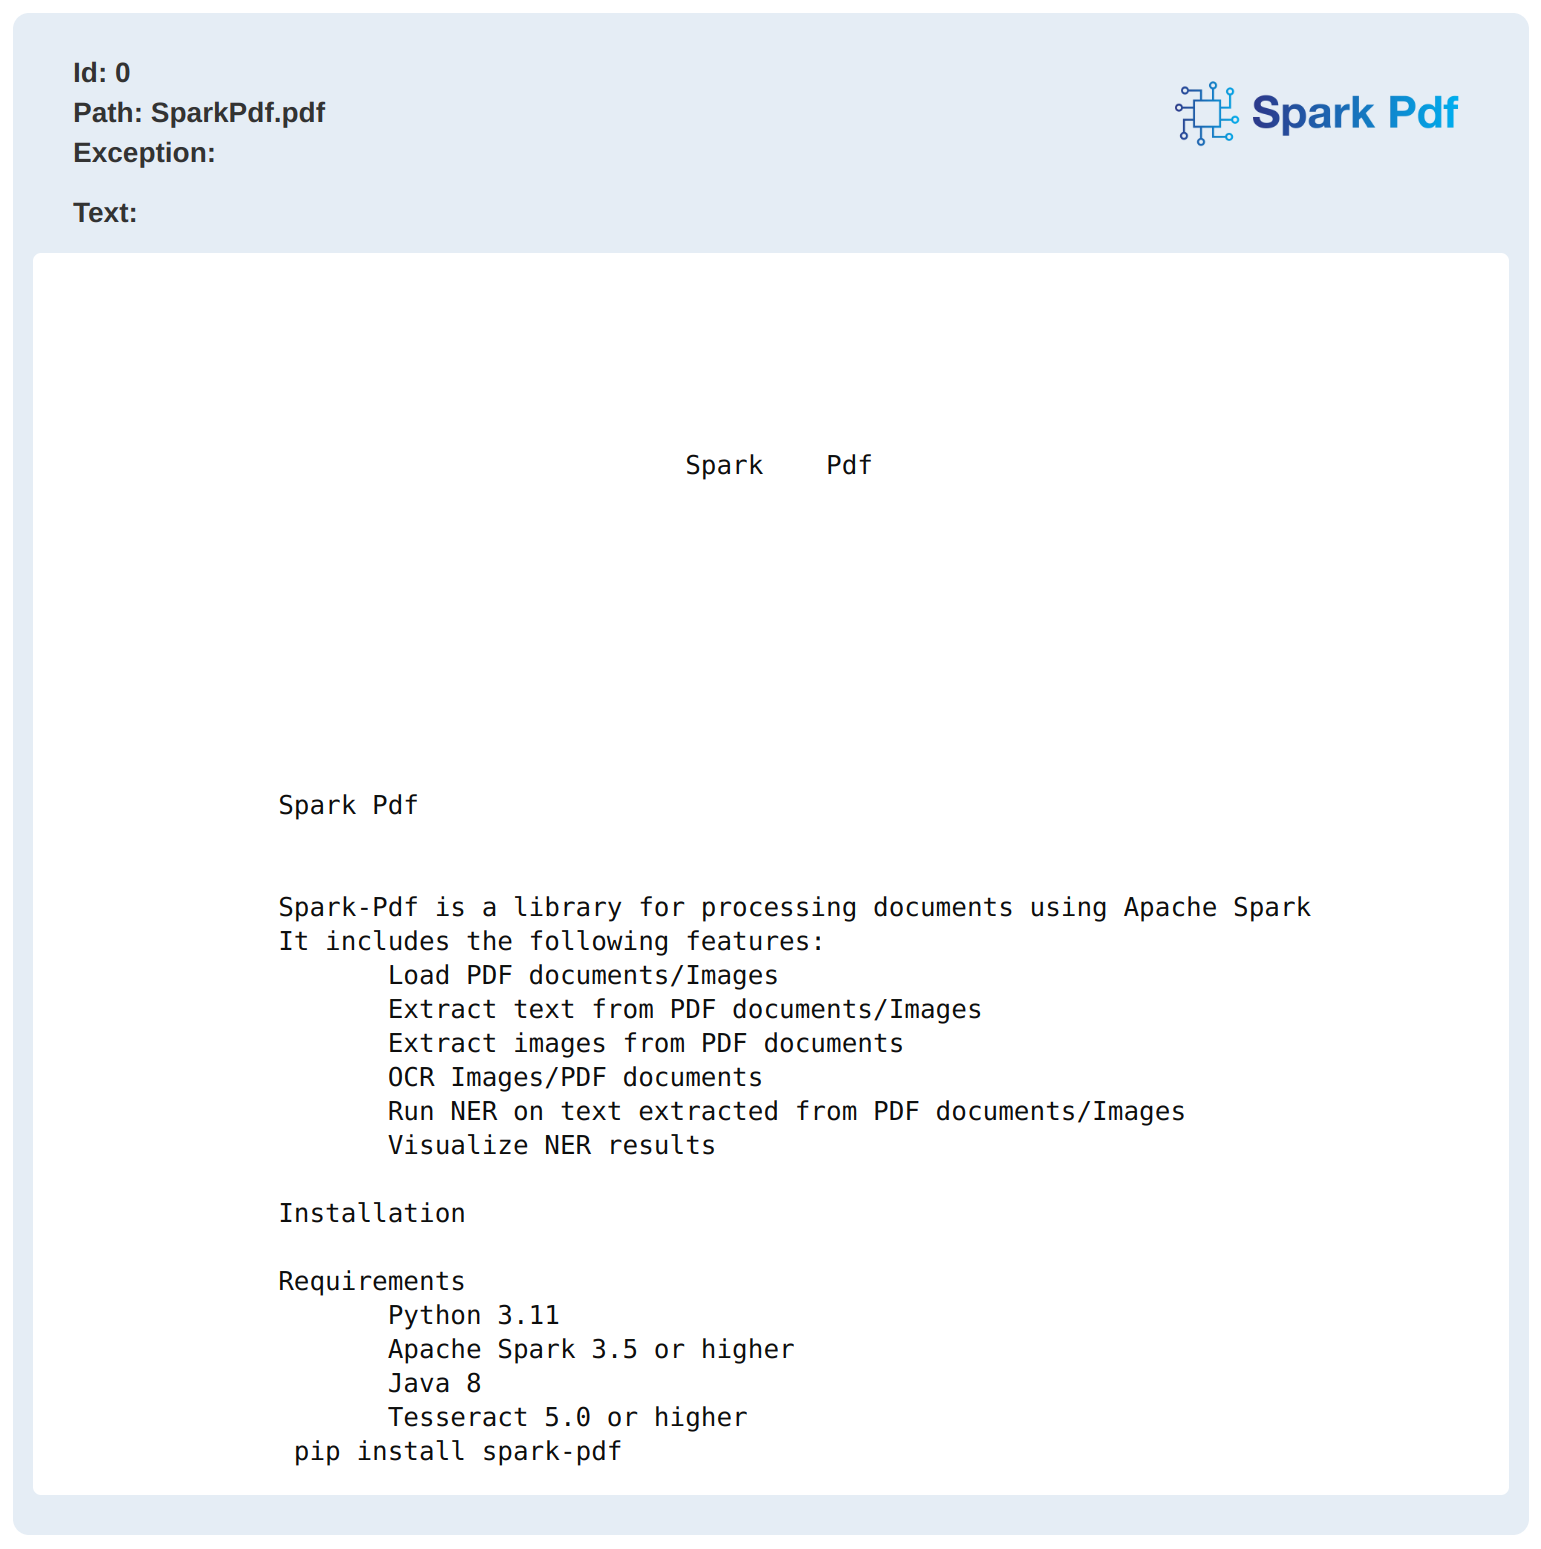 Id: 0
Path: SparkPdf.pdf
Exception:
Spark Pdf
Text:
Spark    Pdf
Spark Pdf
Spark-Pdf is a library for processing documents using Apache Spark
It includes the following features:
Load PDF documents/Images
Extract text from PDF documents/Images
Extract images from PDF documents
OCR Images/PDF documents
Run NER on text extracted from PDF documents/Images
Visualize NER results
Installation
Requirements
Python 3.11
Apache Spark 3.5 or higher
Java 8
Tesseract 5.0 or higher
pip install spark-pdf